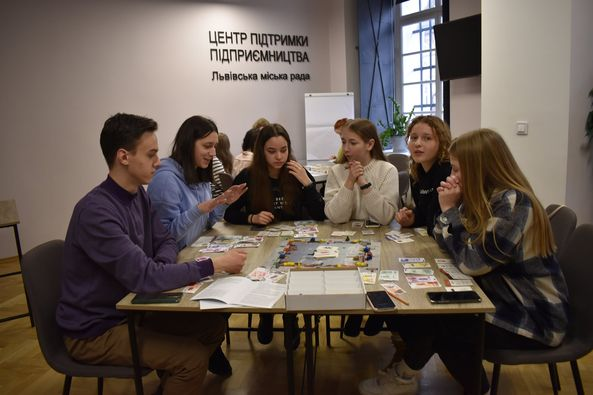 ЦЕНТР ПІДТРИМКИ
ПІДПРИЄМНИЦТВА
Львівська міська рада